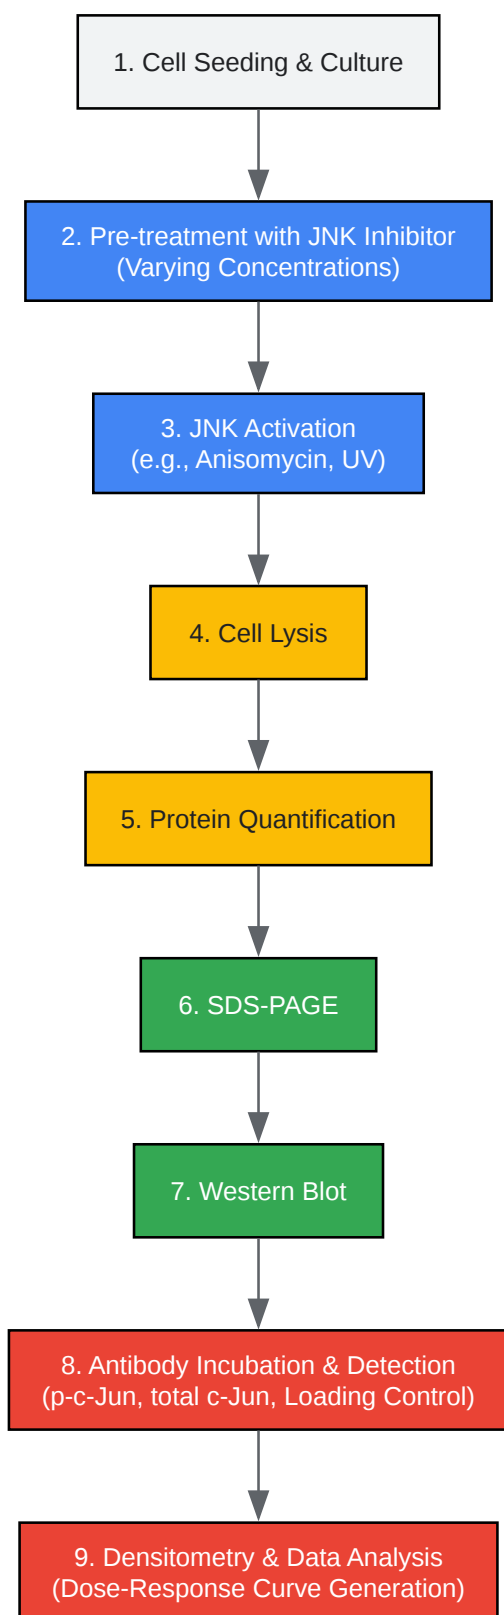 1. Cell Seeding & Culture
2. Pre-treatment with JNK Inhibitor
(Varying Concentrations)
3. JNK Activation
(e.g., Anisomycin, UV)
4. Cell Lysis
5. Protein Quantification
6. SDS-PAGE
7. Western Blot
8. Antibody Incubation & Detection
(p-c-Jun, total c-Jun, Loading Control)
9. Densitometry & Data Analysis
(Dose-Response Curve Generation)